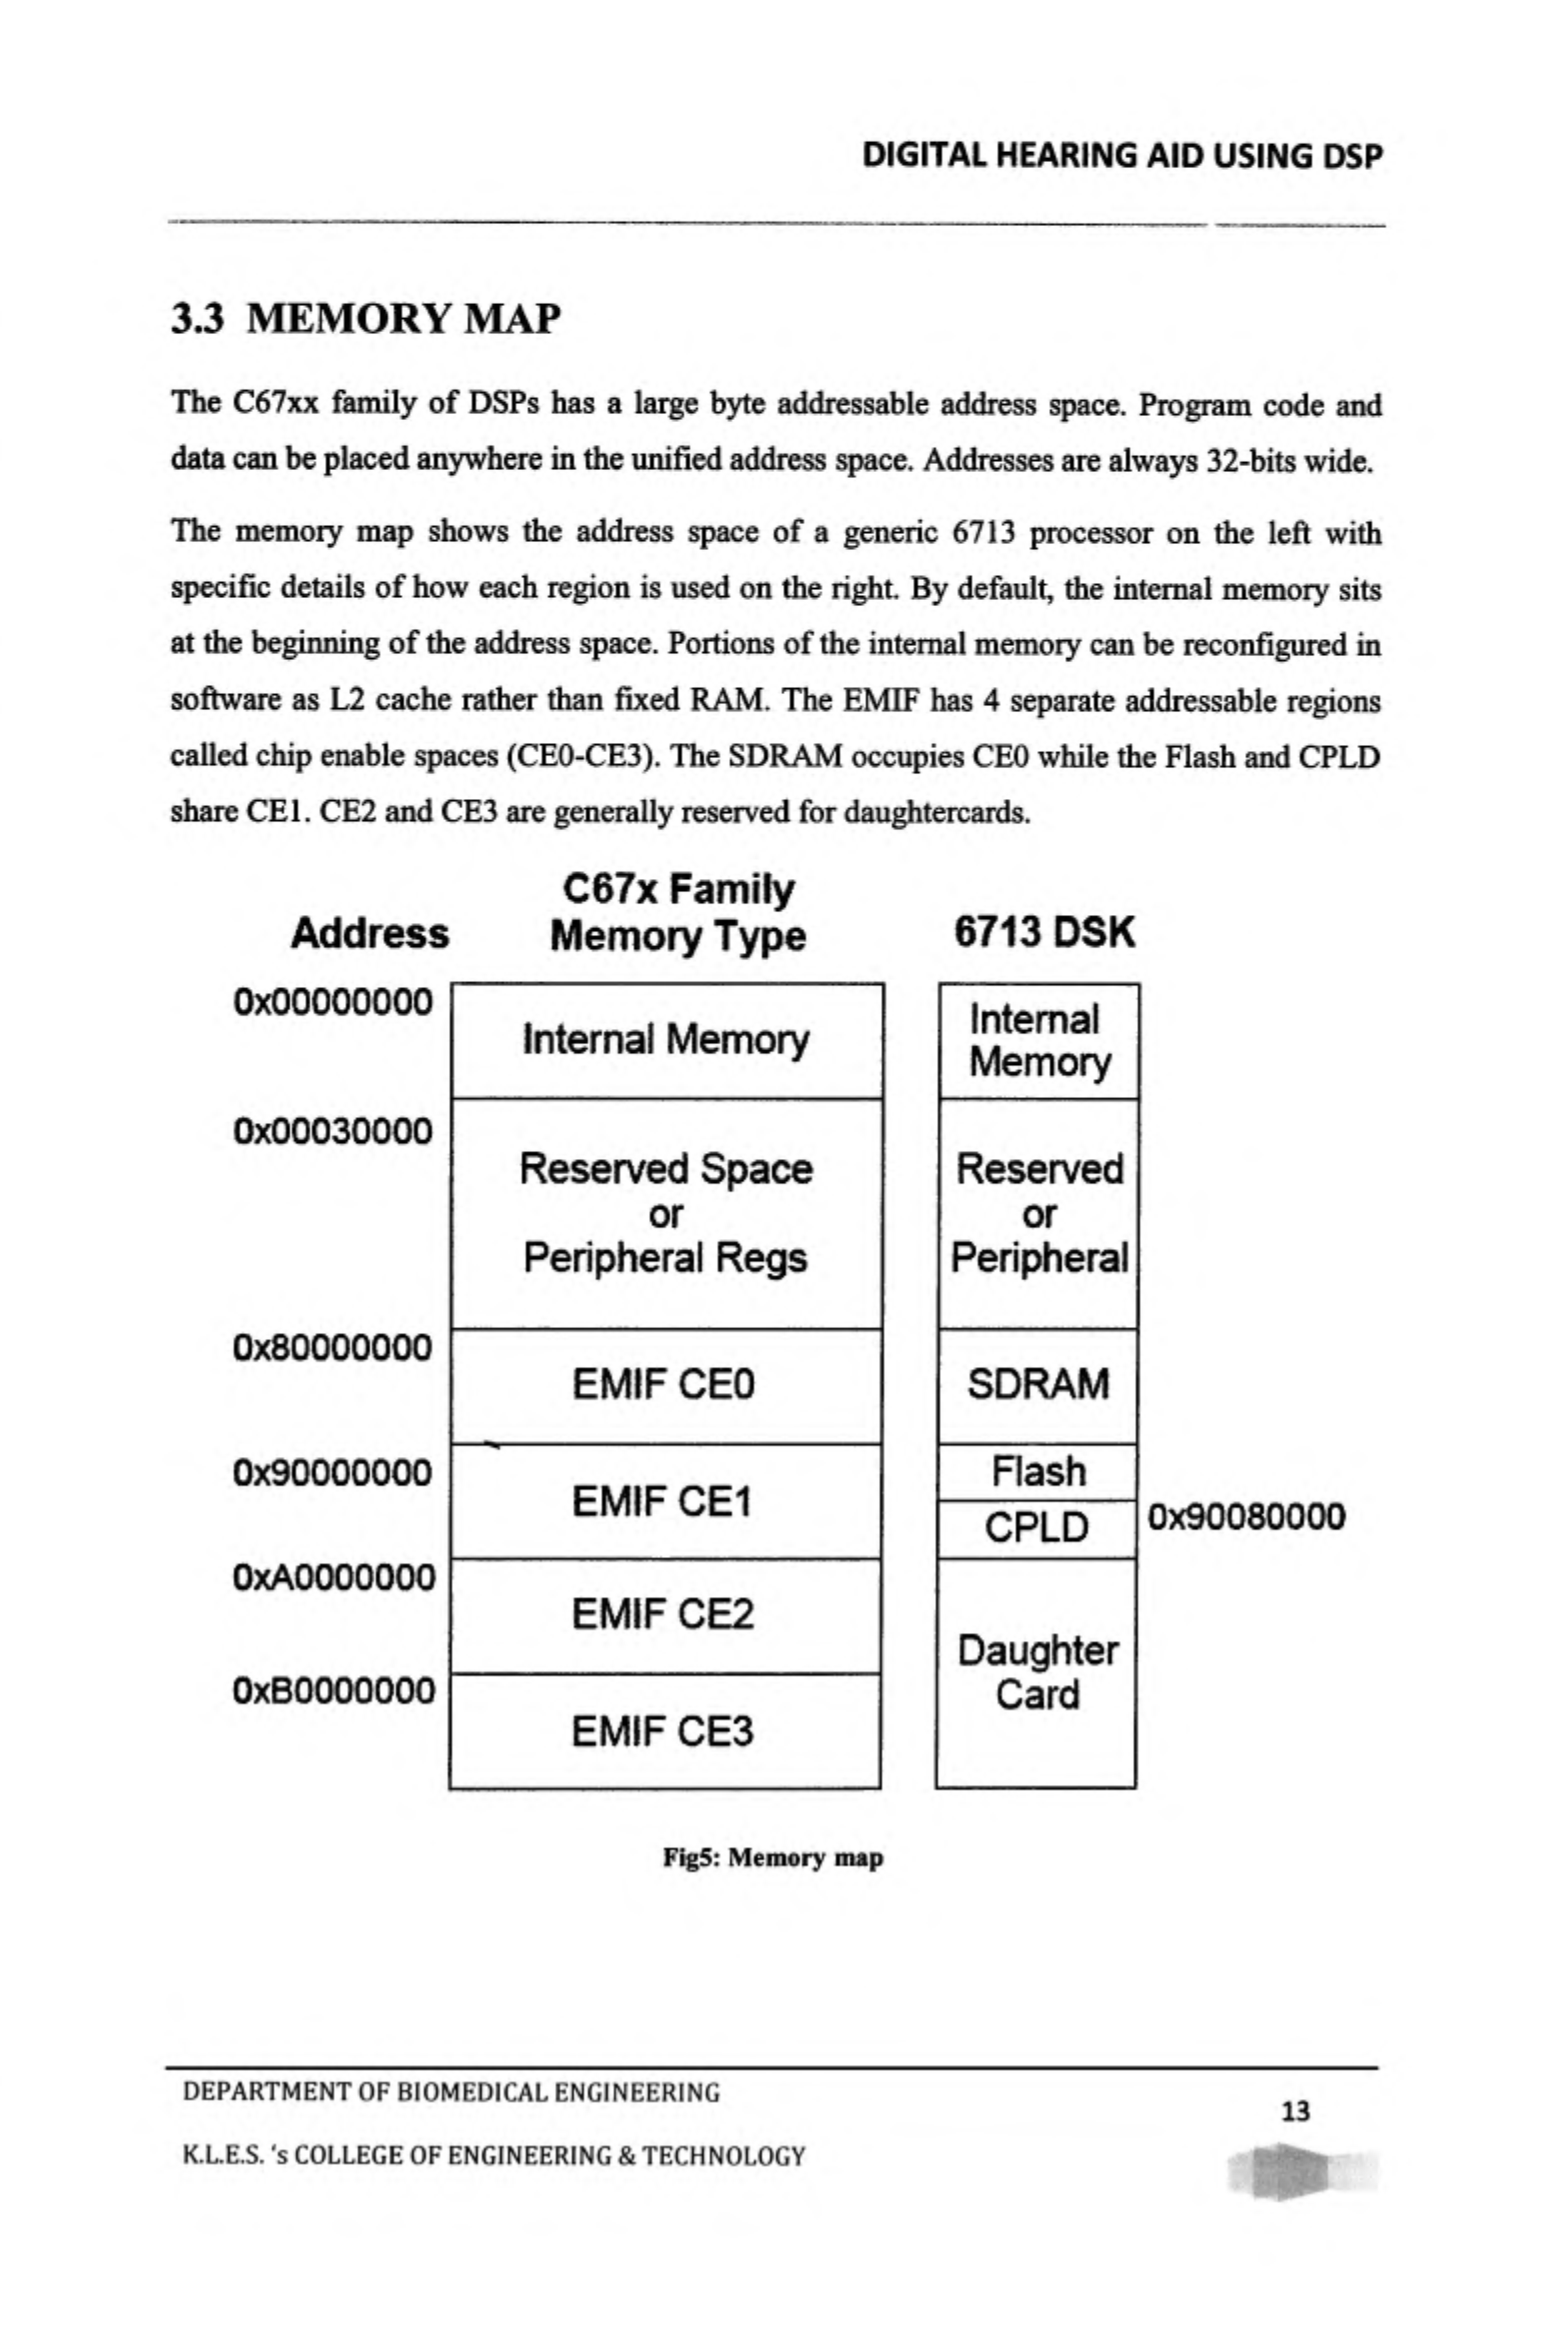 DIGITAL HEARING AID USING DSP
3.3 MEMORY MAP
The C67xx family of DSPs has a large byte addressable address space. Program code and
data can be placed anywhere in the unified address space. Addresses are always 32-bits wide.
The memory map shows the address space of a generic 6713 processor on the left with
specific details of how each region is used on the right. By default, the internal memory sits
at the beginning of the address space. Portions of the internal memory can be reconfigured in
software as L2 cache rather than fixed RAM. The EMIF has 4 separate addressable regions
called chip enable spaces (CE0-CE3). The SDRAM occupies CE0 while the Flash and CPLD
share CE1. CE2 and CE3 are generally reserved for daughtercards.
Address
C67x Family
Memory Type
6713 DSK
0x00000000
Internal Memory
Internal
Memory
0x00030000
Reserved Space
or
Peripheral Regs
Reserved
or
Peripheral
0x80000000
EMIF CE0
SDRAM
0x90000000
EMIF CE1
Flash
CPLD
0x90080000
0xA0000000
EMIF CE2
Daughter
Card
0xB0000000
EMIF CE3
Fig5: Memory map
DEPARTMENT OF BIOMEDICAL ENGINEERING
13
K.L.E.S. ‘s COLLEGE OF ENGINEERING & TECHNOLOGY